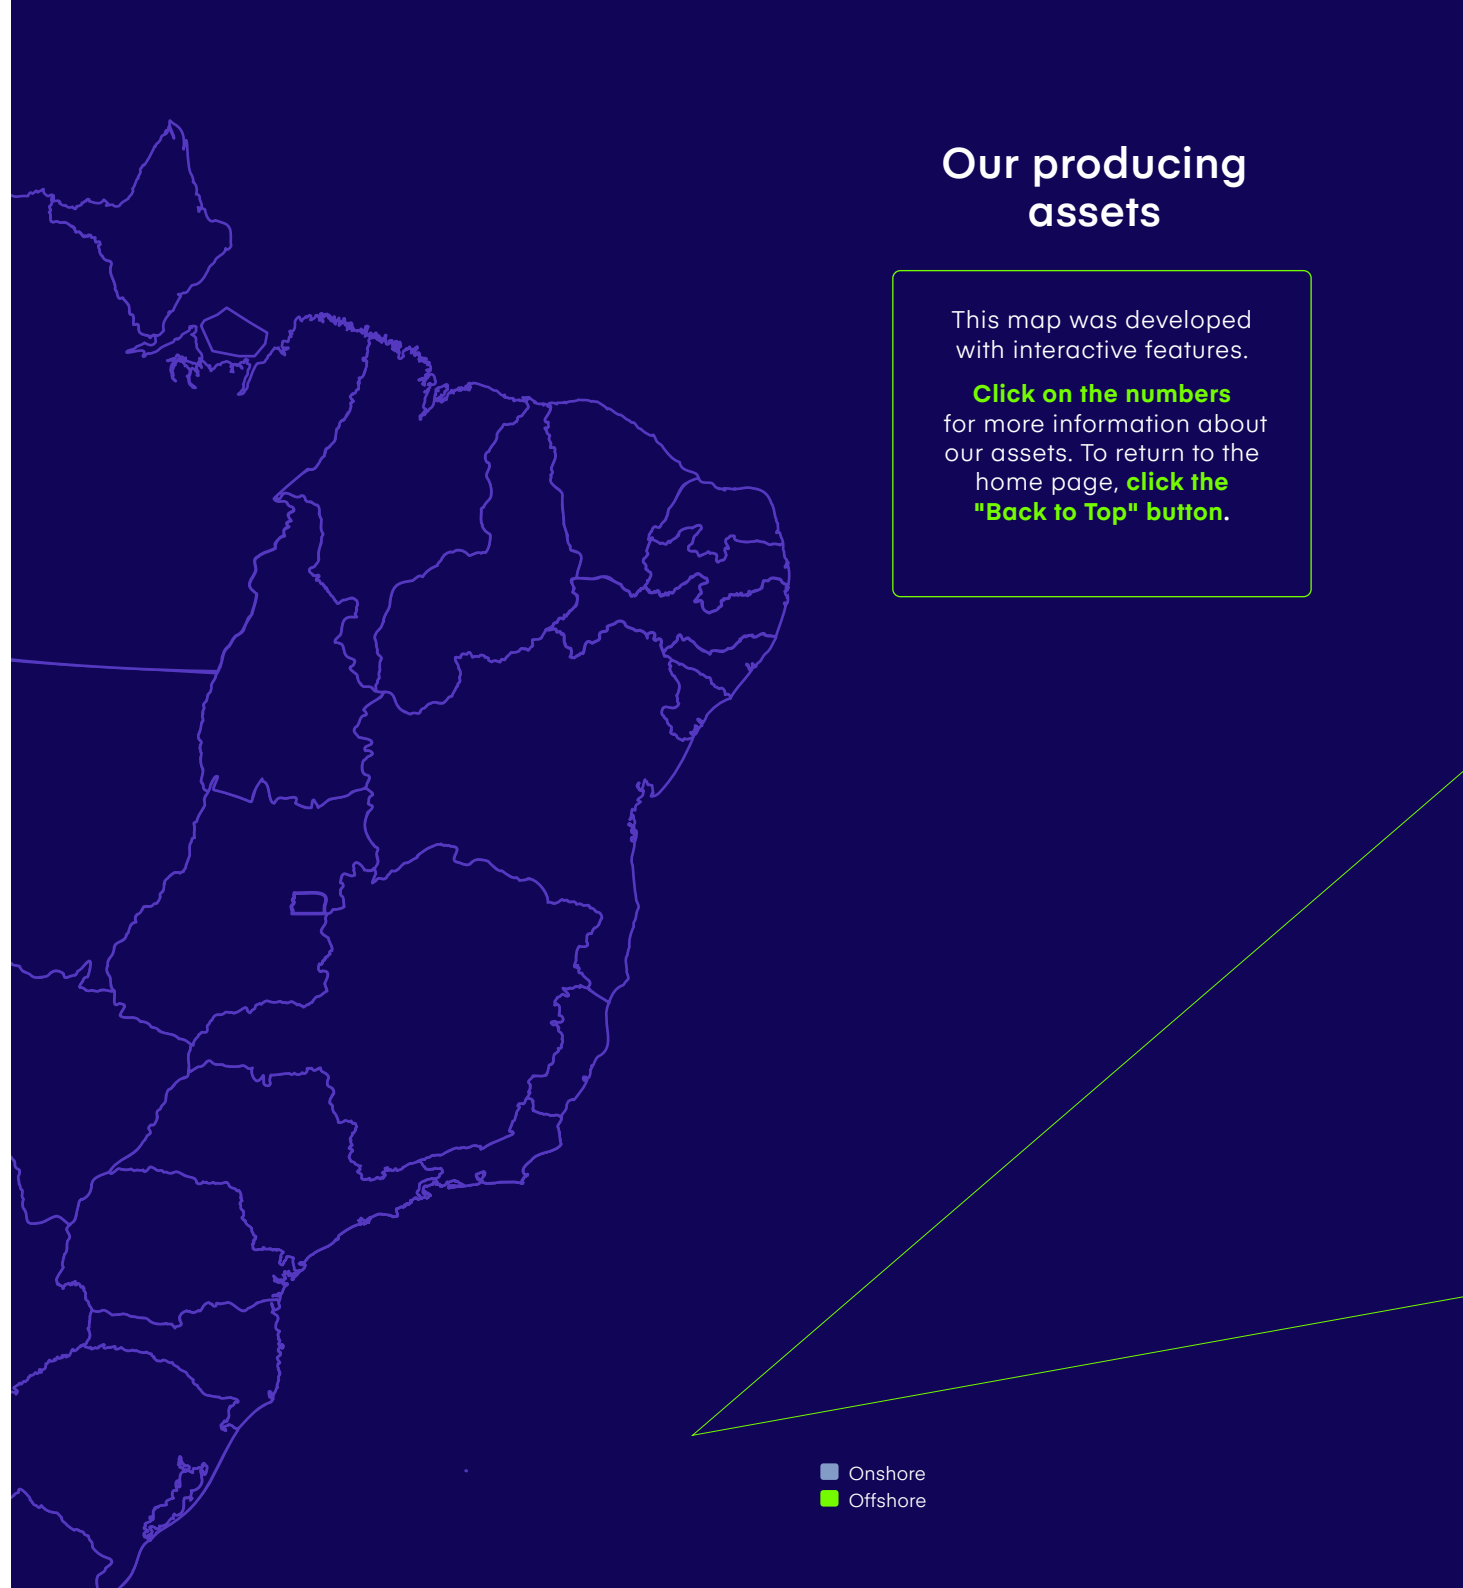 Our producing
assets
This map was developed
with interactive features.
Click on the numbers
for more information about
our assets. To return to the
home page, click the
"Back to Top" button.
Onshore
Offshore